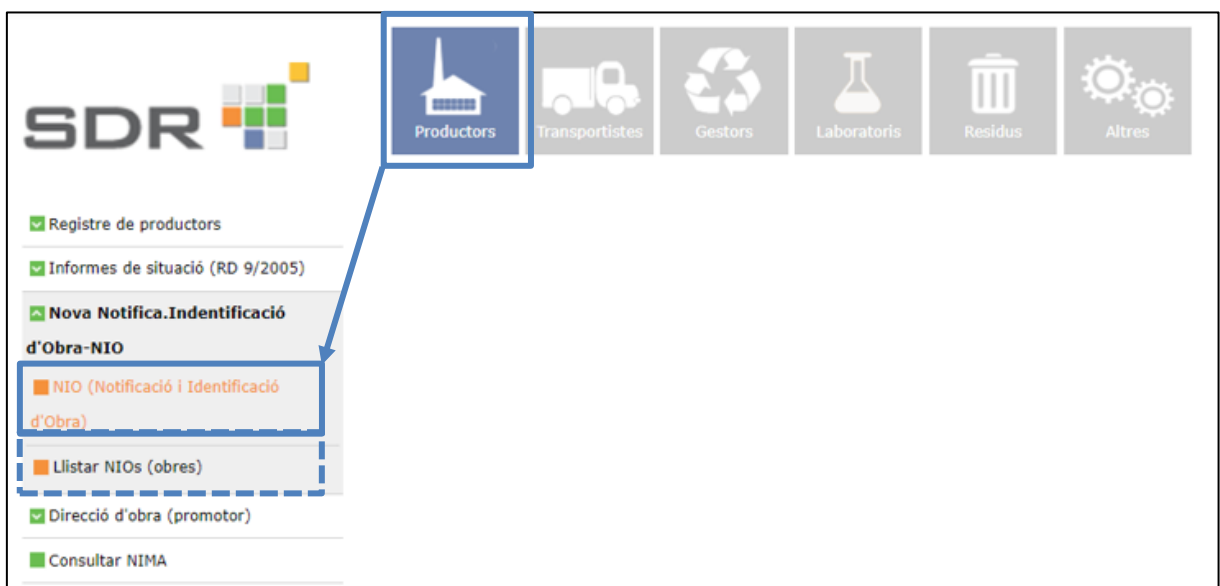 SDR
Productors
Transportistes
Gestors
Laboratoris
Residus
Altres
Registre de productors
Informes de situació (RD 9/2005)
Nova Notifica.Indentificació
d'Obra-NIO
NIO (Notificació i Identificació
d'Obra)
Llistar NIOs (obres)
Direcció d'obra (promotor)
Consultar NIMA